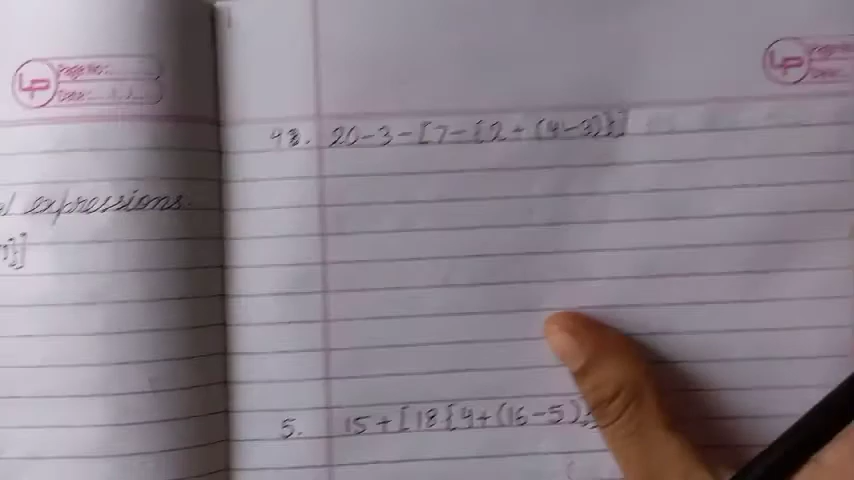 LP Page No:
Date:
l expressions.
}]
LP Page No
Date:
43. 20-3-[7-{2-(4-3)}]
5. 15+[18{4+(16-5)}